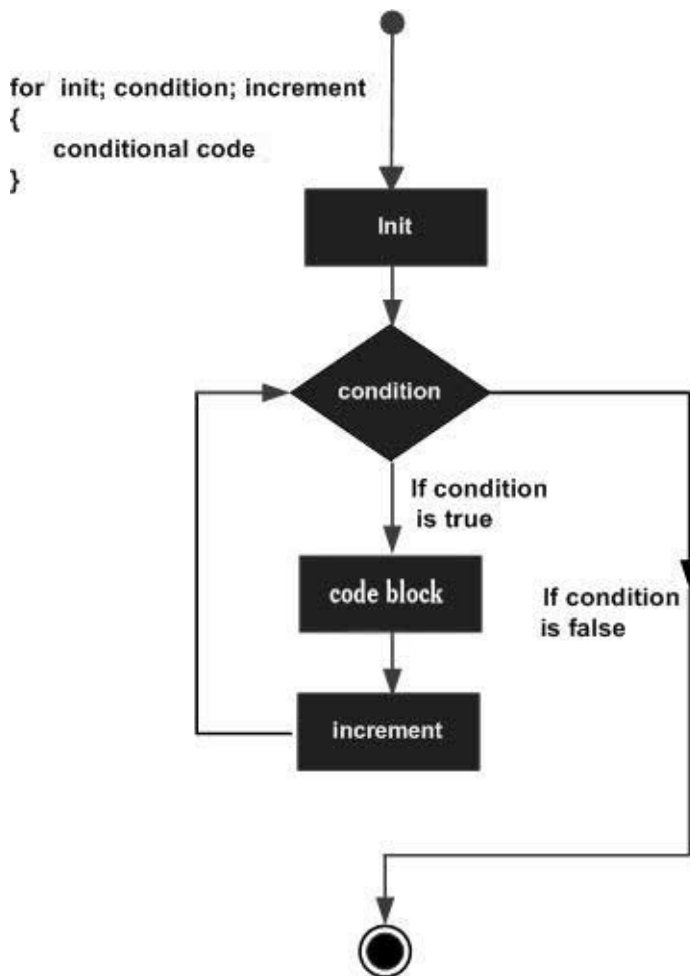 for init; condition; increment
{
conditional code
}
Init
condition
If condition
is true
code block
If condition
is false
increment